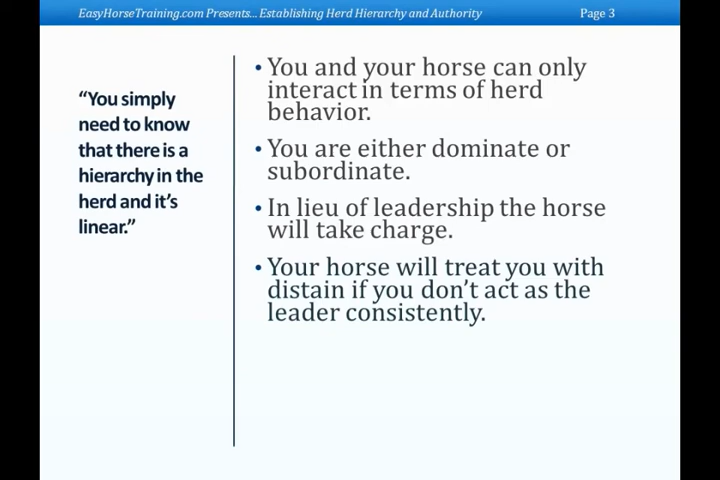 EasyHorseTraining.com Presents... Establishing Herd Hierarchy and Authority
Page 3
“You simply
need to know
that there is a
hierarchy in the
herd and it’s
linear.”
• You and your horse can only
interact in terms of herd
behavior.
• You are either dominate or
subordinate.
• In lieu of leadership the horse
will take charge.
• Your horse will treat you with
distain if you don’t act as the
leader consistently.